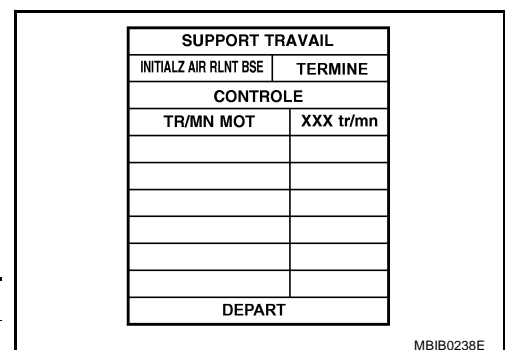 SUPPORT TRAVAIL
INITIALZ AIR RLNT BSE TERMINE
CONTROLE
TR/MN MOT XXX tr/mn
DEPART
MBIB0238E